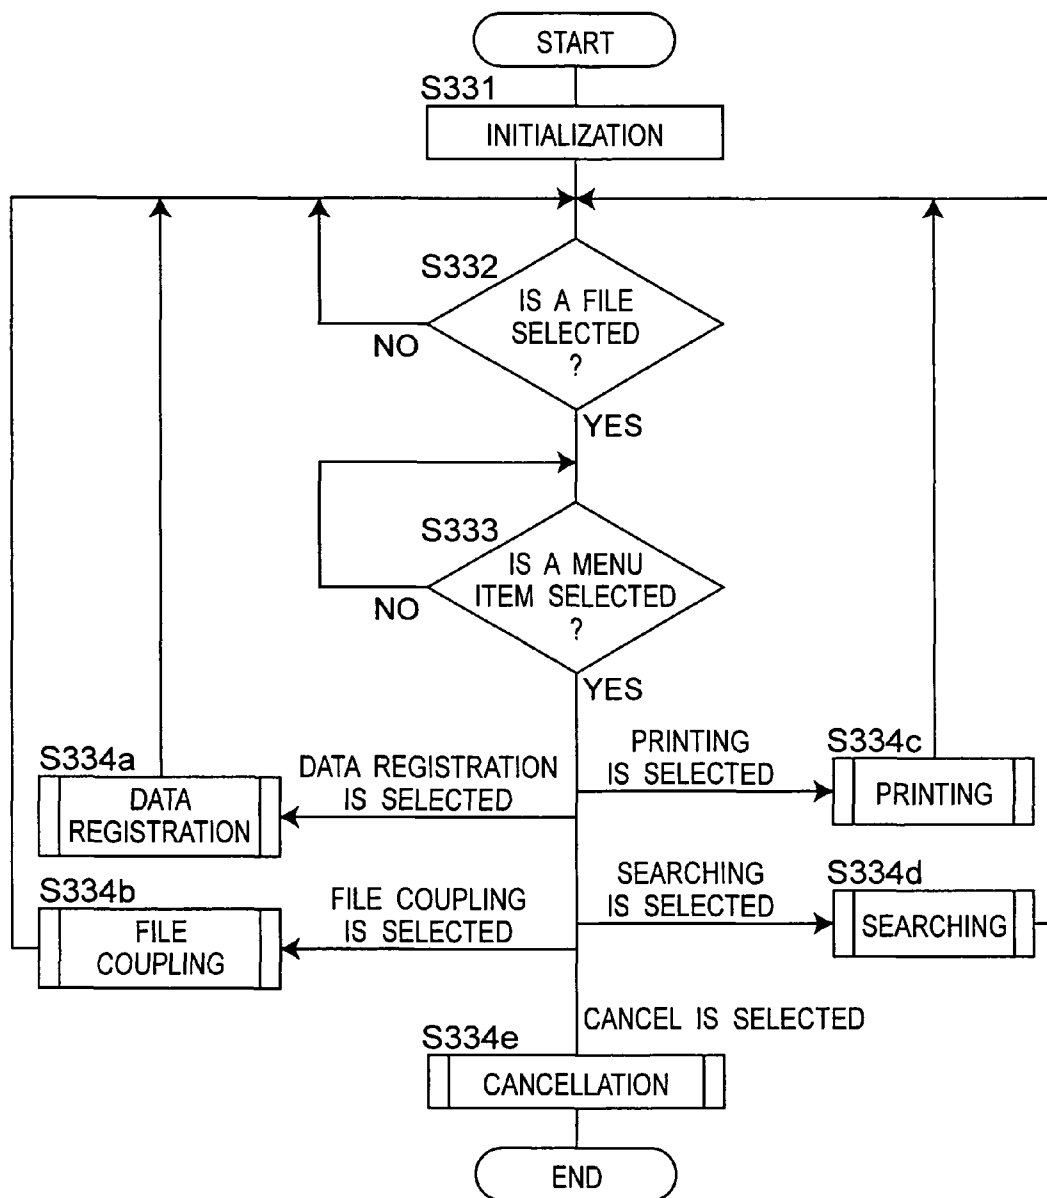 START
S331
INITIALIZATION
S332
IS A FILE
SELECTED
?
NO
YES
S333
IS A MENU
ITEM SELECTED
?
NO
YES
S334a
DATA
REGISTRATION
DATA REGISTRATION
IS SELECTED
PRINTING
IS SELECTED
S334c
PRINTING
S334b
FILE
COUPLING
FILE COUPLING
IS SELECTED
SEARCHING
IS SELECTED
S334d
SEARCHING
CANCEL IS SELECTED
S334e
CANCELLATION
END